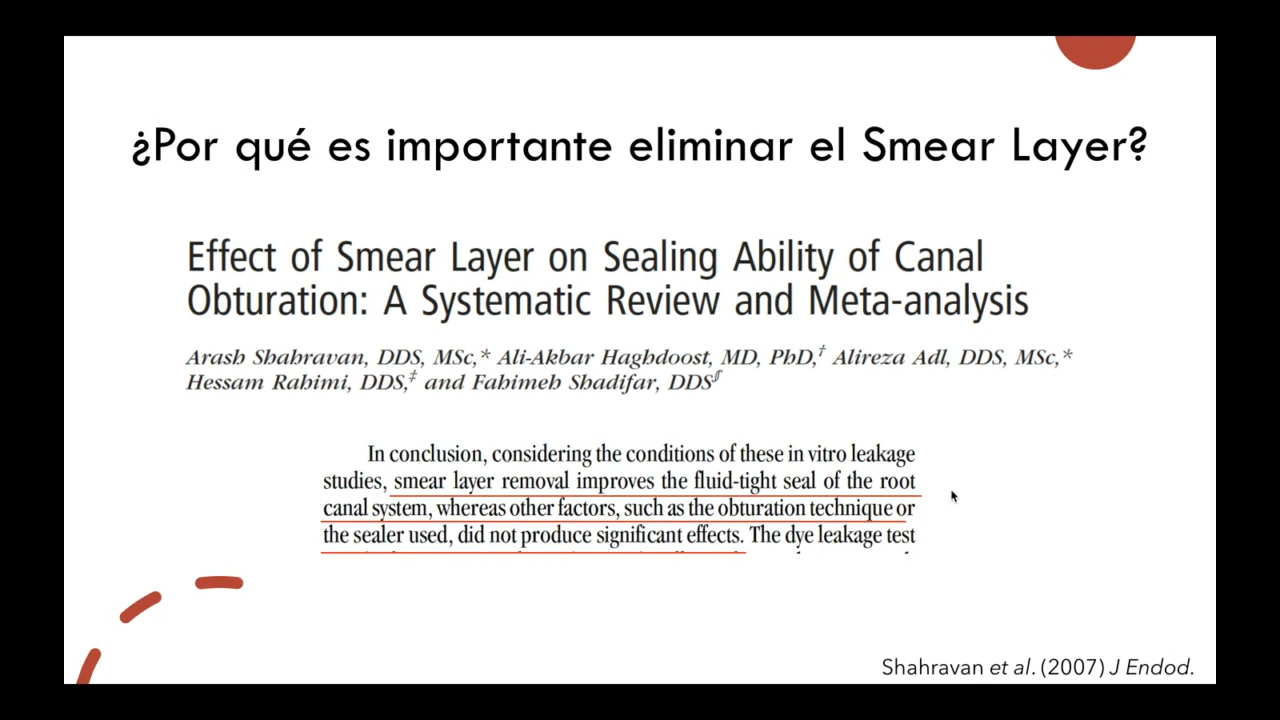 ¿Por qué es importante eliminar el Smear Layer?
Effect of Smear Layer on Sealing Ability of Canal
Obturation: A Systematic Review and Meta-analysis
Arash Shahravan, DDS, MSc,* Ali-Akbar Haghdoost, MD, PhD,† Alireza Adl, DDS, MSc,*
Hessam Rahimi, DDS,‡ and Fahimeh Shadifar, DDS§
In conclusion, considering the conditions of these in vitro leakage
studies, smear layer removal improves the fluid-tight seal of the root
canal system, whereas other factors, such as the obturation technique or
the sealer used, did not produce significant effects. The dye leakage test
Shahravan et al. (2007) J Endod.